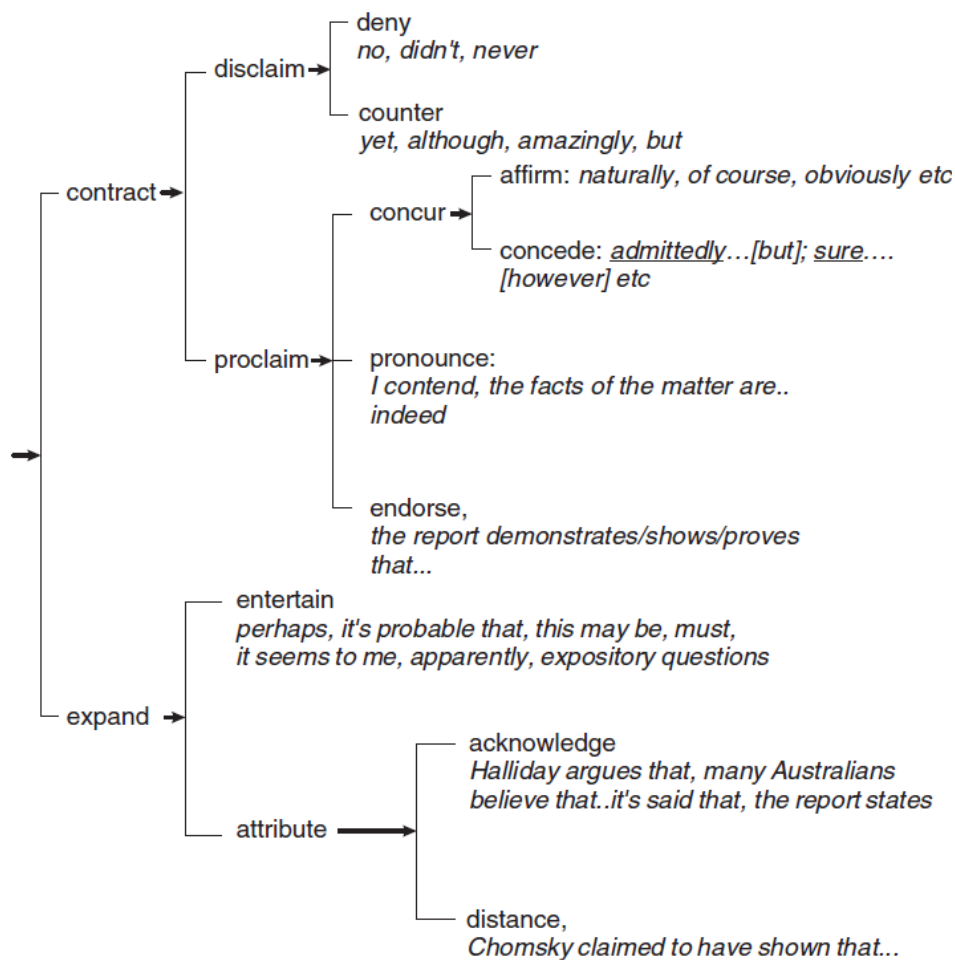 deny
no, didn't, never
disclaim
counter
yet, although, amazingly, but
contract
affirm: naturally, of course, obviously etc
concur
concede: admittedly…[but]; sure….
[however] etc
proclaim
pronounce:
I contend, the facts of the matter are..
indeed
endorse,
the report demonstrates/shows/proves
that...
entertain
perhaps, it's probable that, this may be, must,
it seems to me, apparently, expository questions
expand
acknowledge
Halliday argues that, many Australians
believe that..it's said that, the report states
attribute
distance,
Chomsky claimed to have shown that...